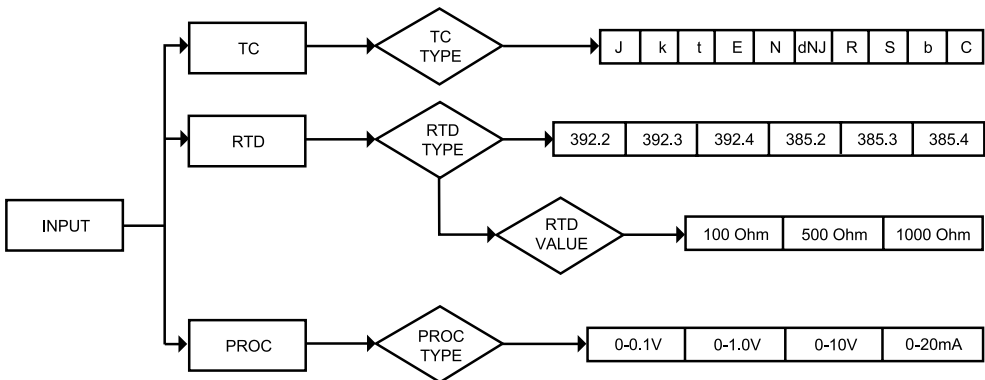 TC
TC
TYPE
J k t E N dNJ R S b C
RTD
RTD
TYPE
392.2 392.3 392.4 385.2 385.3 385.4
INPUT
RTD
VALUE
100 Ohm 500 Ohm 1000 Ohm
PROC
PROC
TYPE
0-0.1V 0-1.0V 0-10V 0-20mA